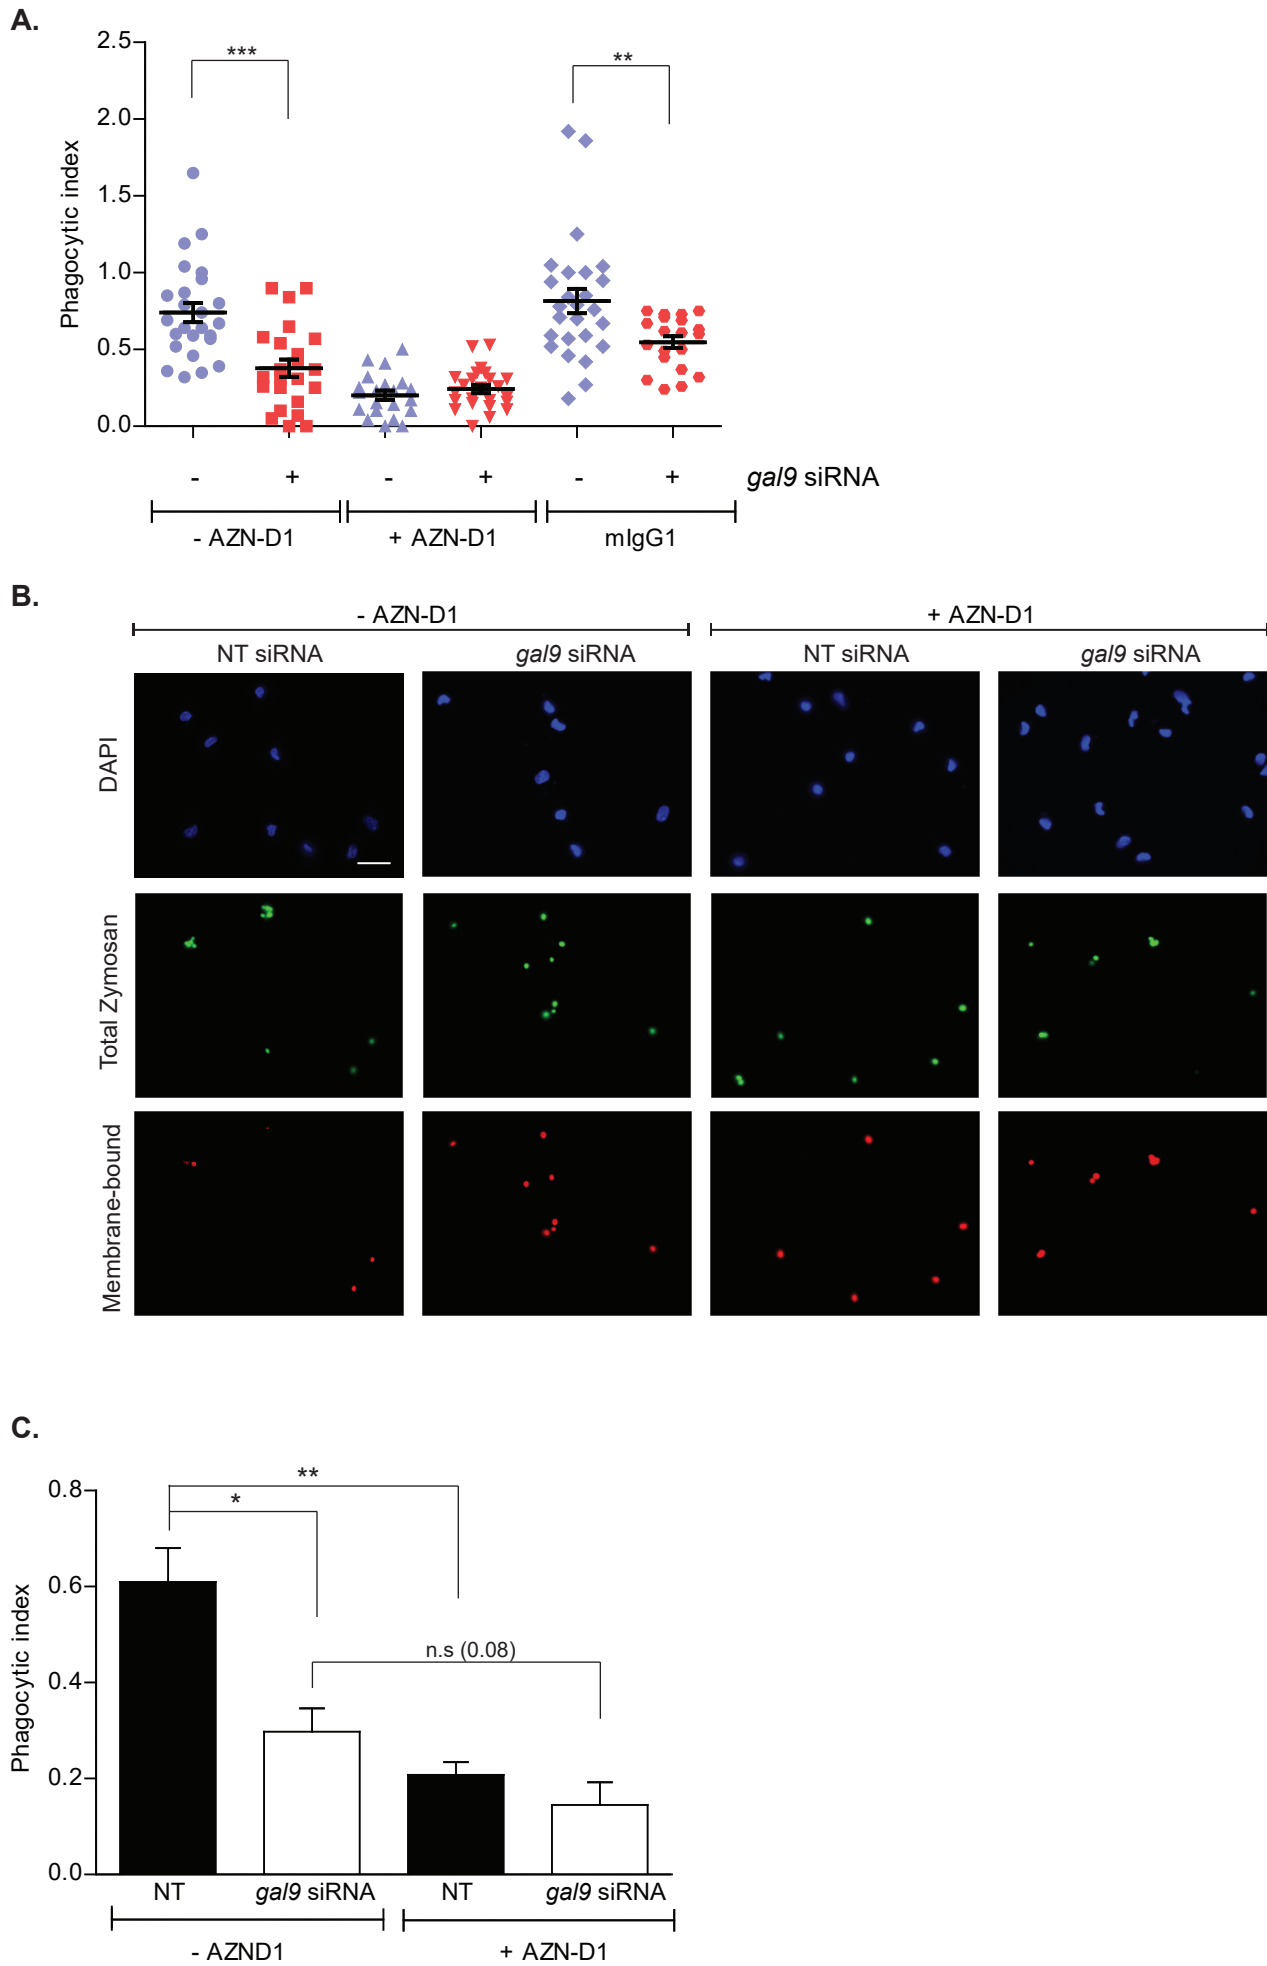 A.
2.5
2.0
1.5
1.0
0.5
0.0
Phagocytic index
***
**
- + - + - + gal9 siRNA
- AZN-D1 + AZN-D1 mIgG1
B.
- AZN-D1 + AZN-D1
NT siRNA gal9 siRNA NT siRNA gal9 siRNA
DAPI
Total Zymosan
Membrane-bound
C.
0.8
0.6
0.4
0.2
0.0
Phagocytic index
**
*
n.s (0.08)
NT gal9 siRNA NT gal9 siRNA
- AZND1 + AZN-D1